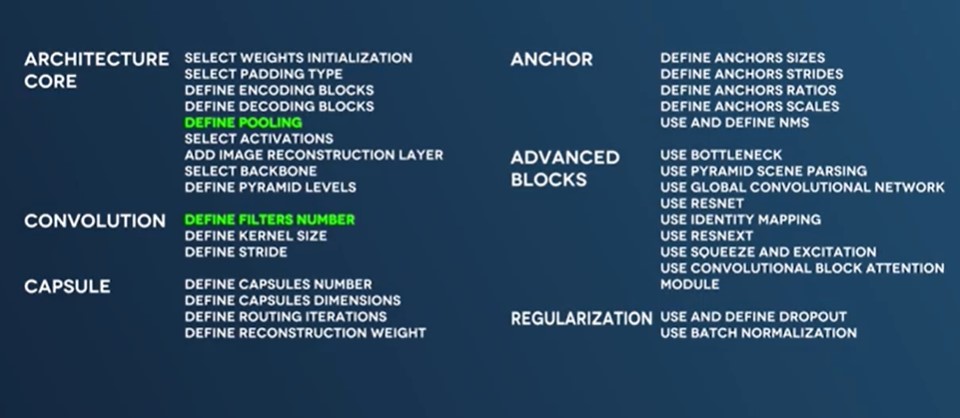 ARCHITECTURE
CORE
SELECT WEIGHTS INITIALIZATION
SELECT PADDING TYPE
DEFINE ENCODING BLOCKS
DEFINE DECODING BLOCKS
DEFINE POOLING
SELECT ACTIVATIONS
ADD IMAGE RECONSTRUCTION LAYER
SELECT BACKBONE
DEFINE PYRAMID LEVELS
CONVOLUTION
DEFINE FILTERS NUMBER
DEFINE KERNEL SIZE
DEFINE STRIDE
CAPSULE
DEFINE CAPSULES NUMBER
DEFINE CAPSULES DIMENSIONS
DEFINE ROUTING ITERATIONS
DEFINE RECONSTRUCTION WEIGHT
ANCHOR
DEFINE ANCHORS SIZES
DEFINE ANCHORS STRIDES
DEFINE ANCHORS RATIOS
DEFINE ANCHORS SCALES
USE AND DEFINE NMS
ADVANCED
BLOCKS
USE BOTTLENECK
USE PYRAMID SCENE PARSING
USE GLOBAL CONVOLUTIONAL NETWORK
USE RESNET
USE IDENTITY MAPPING
USE RESNEXT
USE SQUEEZE AND EXCITATION
USE CONVOLUTIONAL BLOCK ATTENTION
MODULE
REGULARIZATION
USE AND DEFINE DROPOUT
USE BATCH NORMALIZATION